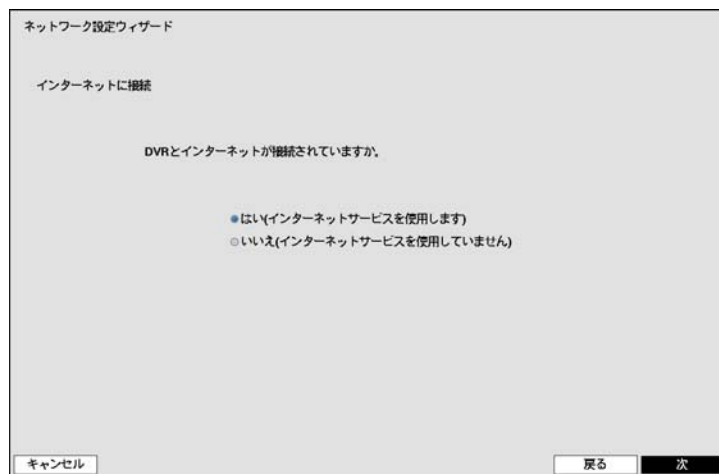 ネットワーク設定ウィザード
インターネットに接続
DVRとインターネットが接続されていますか。
はい(インターネットサービスを使用します)
いいえ(インターネットサービスを使用していません)
キャンセル 戻る 次